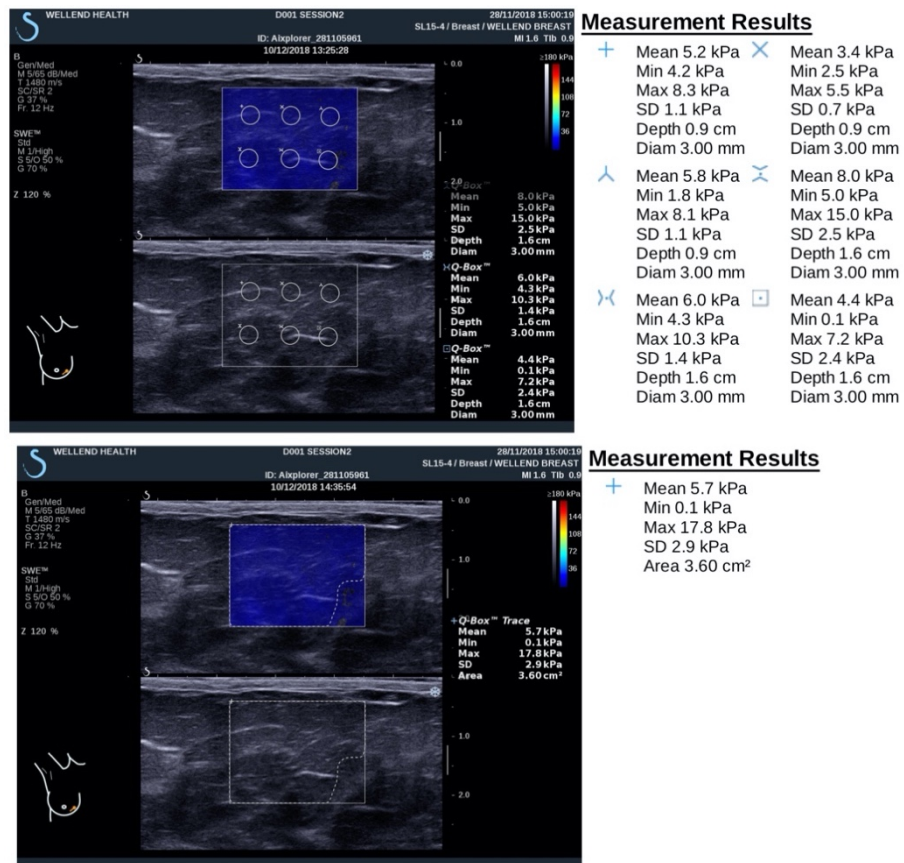 WELLEND HEALTH
D001 SESSION2
28/11/2018 15:00:19
SL15-4 / Breast / WELLEND BREAST
ID: Aixplorer_281105961
MI 1.6 TIb 0.9
10/12/2018 13:25:28
B
Gen/Med
M 5/65 dB/Med
T 1480 m/s
SC/SR 2
G 37 %
Fr. 12 Hz
SWE™
Std
M 1/High
S 5/O 50 %
G 70 %
Z 120 %
≥180 kPa
144
108
72
36
0.0
1.0
2.0
Q-Box™
Mean 8.0 kPa
Min 5.0 kPa
Max 15.0 kPa
SD 2.5 kPa
Depth 1.6 cm
Diam 3.00 mm
Q-Box™
Mean 6.0 kPa
Min 4.3 kPa
Max 10.3 kPa
SD 1.4 kPa
Depth 1.6 cm
Diam 3.00 mm
Q-Box™
Mean 4.4 kPa
Min 0.1 kPa
Max 7.2 kPa
SD 2.4 kPa
Depth 1.6 cm
Diam 3.00 mm
Measurement Results
Mean 5.2 kPa
Min 4.2 kPa
Max 8.3 kPa
SD 1.1 kPa
Depth 0.9 cm
Diam 3.00 mm
Mean 3.4 kPa
Min 2.5 kPa
Max 5.5 kPa
SD 0.7 kPa
Depth 0.9 cm
Diam 3.00 mm
Mean 5.8 kPa
Min 1.8 kPa
Max 8.1 kPa
SD 1.1 kPa
Depth 0.9 cm
Diam 3.00 mm
Mean 8.0 kPa
Min 5.0 kPa
Max 15.0 kPa
SD 2.5 kPa
Depth 1.6 cm
Diam 3.00 mm
Mean 6.0 kPa
Min 4.3 kPa
Max 10.3 kPa
SD 1.4 kPa
Depth 1.6 cm
Diam 3.00 mm
Mean 4.4 kPa
Min 0.1 kPa
Max 7.2 kPa
SD 2.4 kPa
Depth 1.6 cm
Diam 3.00 mm
WELLEND HEALTH
D001 SESSION2
28/11/2018 15:00:19
SL15-4 / Breast / WELLEND BREAST
ID: Aixplorer_281105961
MI 1.6 TIb 0.9
10/12/2018 14:35:54
B
Gen/Med
M 5/65 dB/Med
T 1480 m/s
SC/SR 2
G 37 %
Fr. 12 Hz
SWE™
Std
M 1/High
S 5/O 50 %
G 70 %
Z 120 %
≥180 kPa
144
108
72
36
0.0
1.0
Q-Box™ Trace
Mean 5.7 kPa
Min 0.1 kPa
Max 17.8 kPa
SD 2.9 kPa
Area 3.60 cm²
1.0
2.0
Measurement Results
Mean 5.7 kPa
Min 0.1 kPa
Max 17.8 kPa
SD 2.9 kPa
Area 3.60 cm²